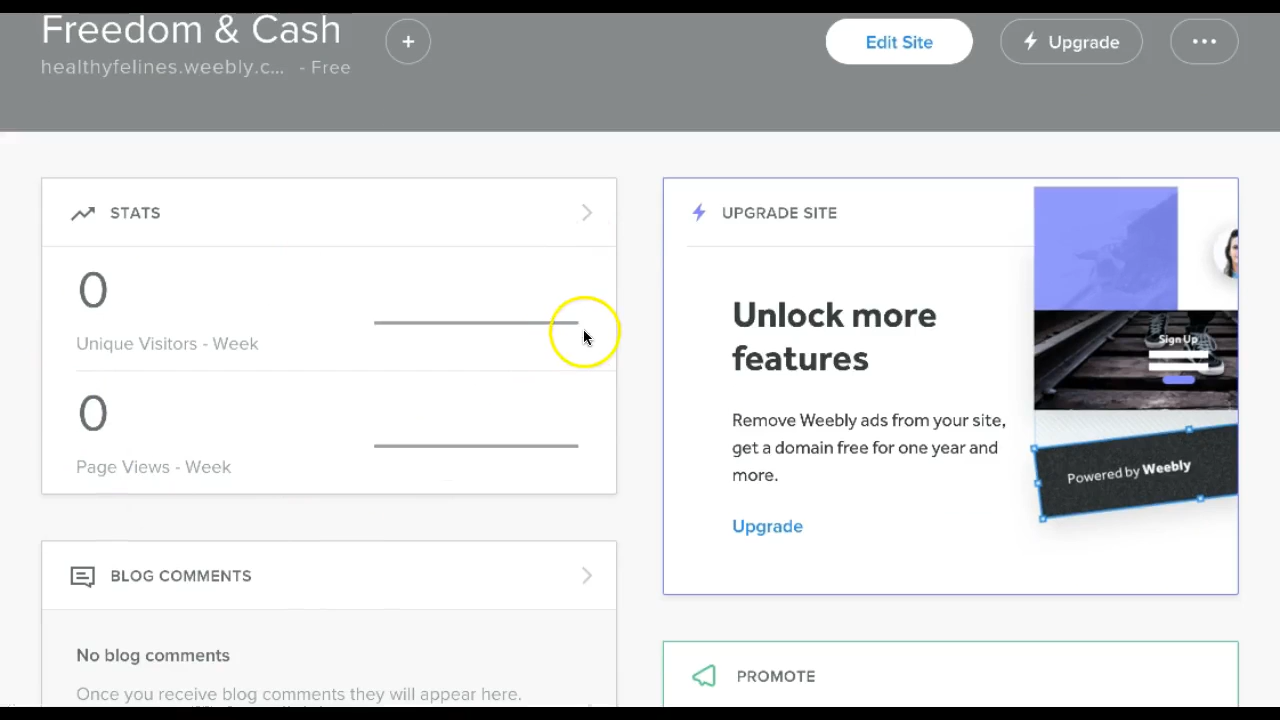 Freedom & Cash
healthyfelines.weebly.c... - Free
+
Edit Site
Upgrade
STATS
0
Unique Visitors - Week
0
Page Views - Week
BLOG COMMENTS
No blog comments
Once you receive blog comments they will appear here.
UPGRADE SITE
Unlock more
features
Remove Weebly ads from your site,
get a domain free for one year and
more.
Upgrade
Sign Up
Powered by Weebly
PROMOTE